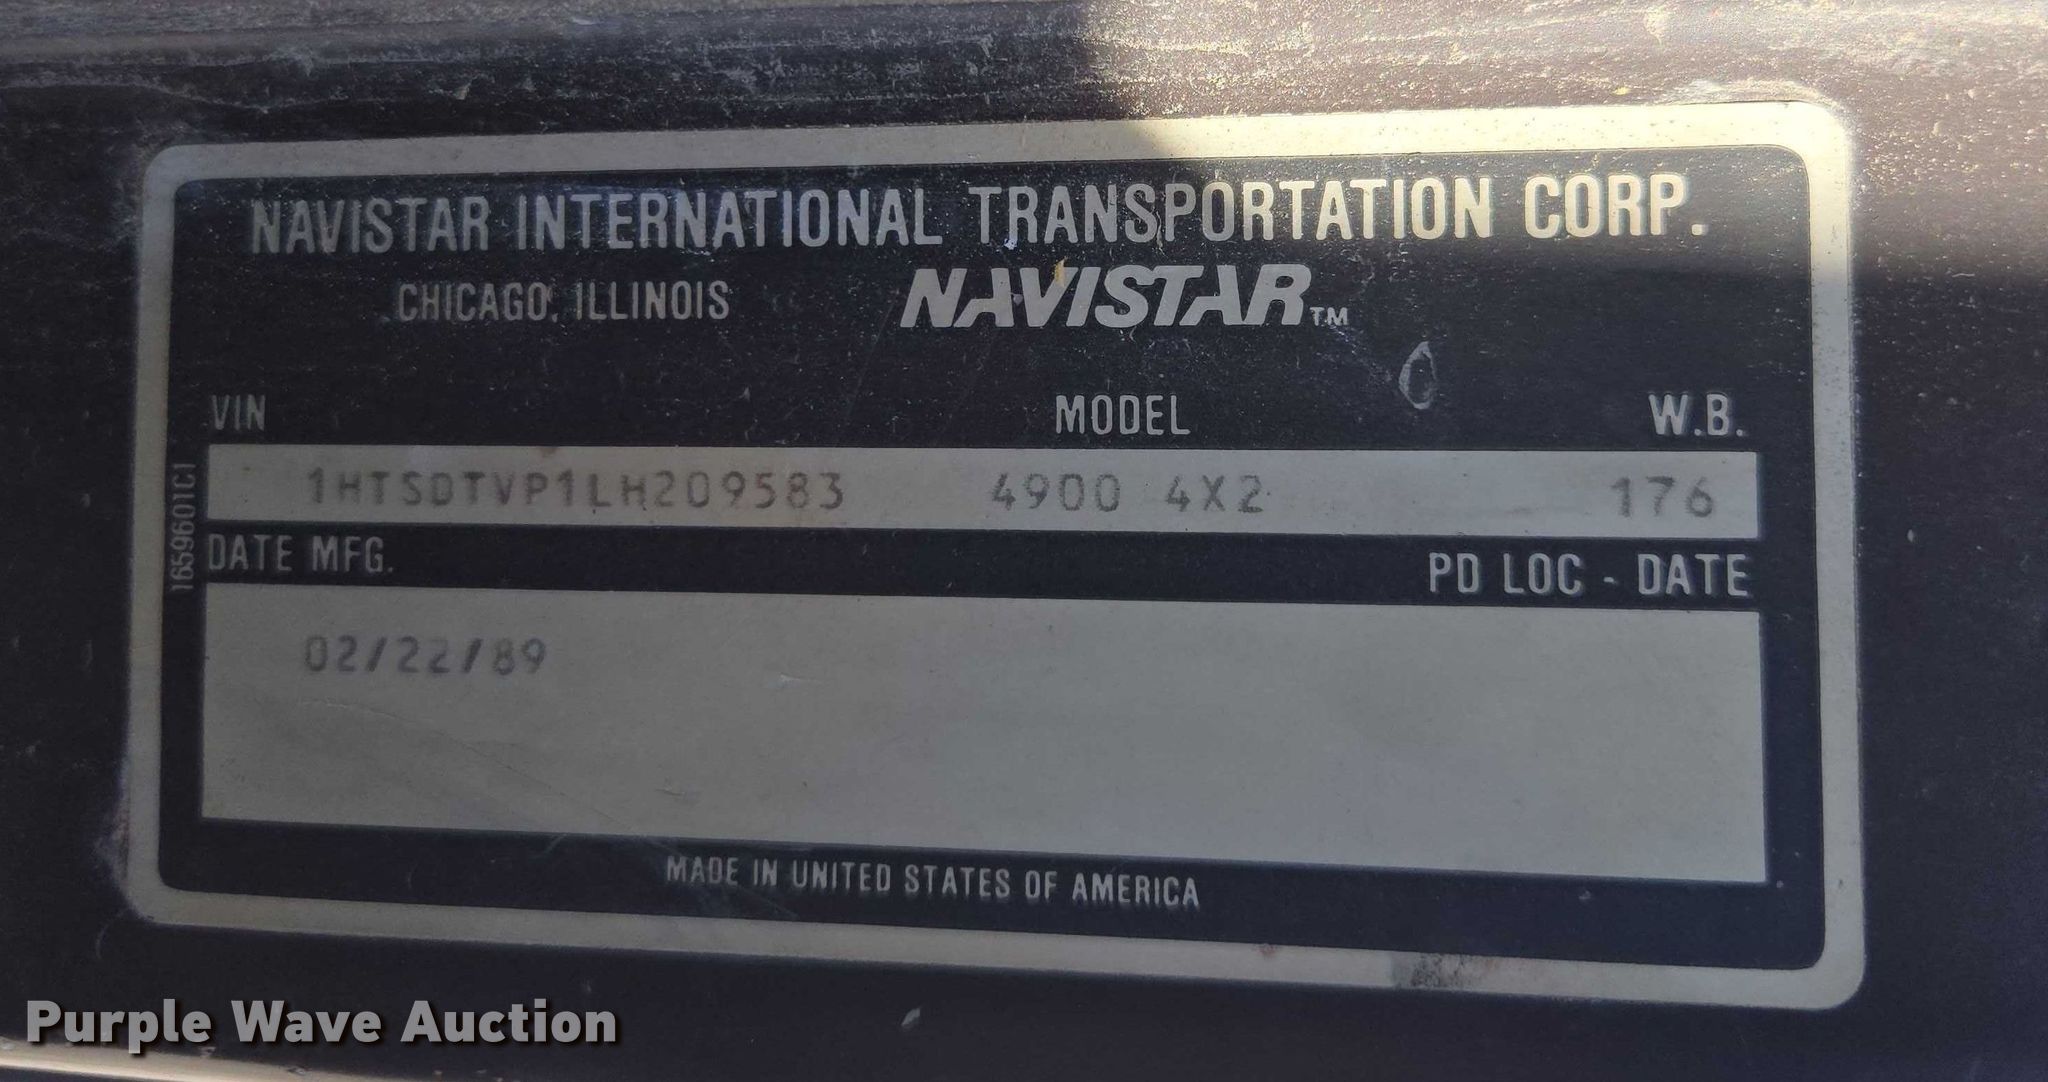 NAVISTAR INTERNATIONAL TRANSPORTATION CORP.
CHICAGO, ILLINOIS NAVISTAR™
VIN MODEL W.B.
1HTSDTVP1LH209583 4900 4X2 176
1659601C1
DATE MFG. PD LOC - DATE
02/22/89
MADE IN UNITED STATES OF AMERICA
Purple Wave Auction